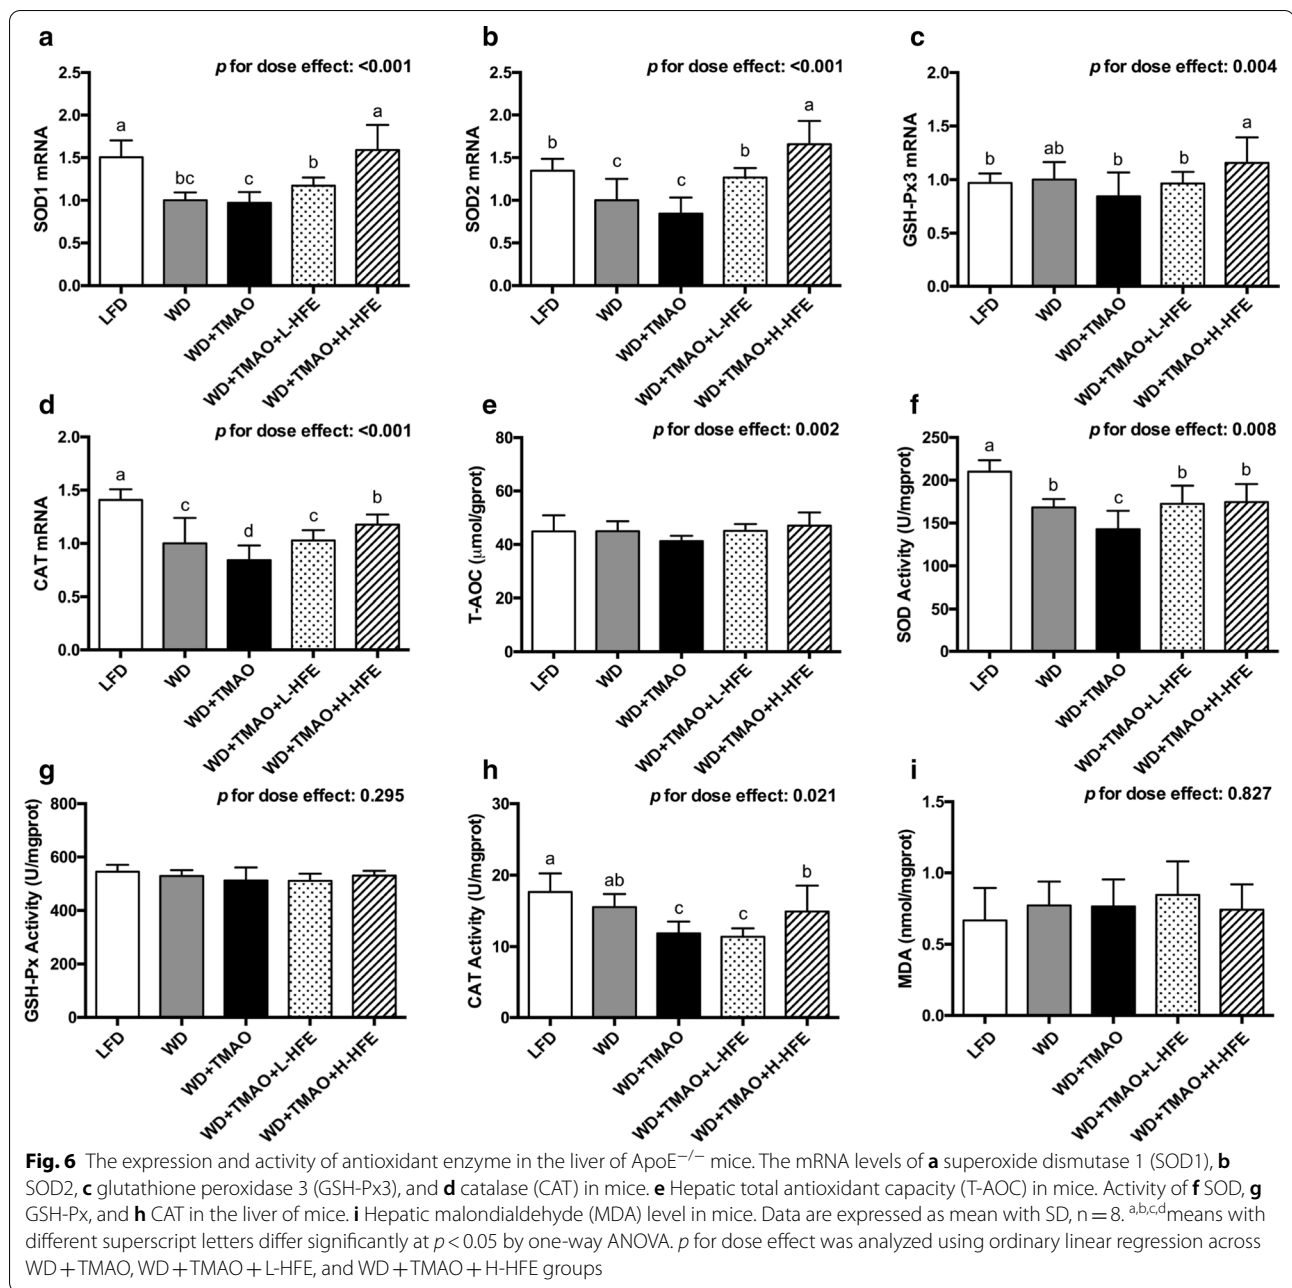 a
p for dose effect: <0.001
SOD1 mRNA
2.5
2.0
1.5
1.0
0.5
0.0
a
bc
c
b
a
LFD
WD
WD+TMAO
WD+TMAO+L-HFE
WD+TMAO+H-HFE
b
p for dose effect: <0.001
SOD2 mRNA
2.5
2.0
1.5
1.0
0.5
0.0
b
c
c
b
a
LFD
WD
WD+TMAO
WD+TMAO+L-HFE
WD+TMAO+H-HFE
c
p for dose effect: 0.004
GSH-Px3 mRNA
2.0
1.5
1.0
0.5
0.0
b
ab
b
b
a
LFD
WD
WD+TMAO
WD+TMAO+L-HFE
WD+TMAO+H-HFE
d
p for dose effect: <0.001
CAT mRNA
2.0
1.5
1.0
0.5
0.0
a
c
d
c
b
LFD
WD
WD+TMAO
WD+TMAO+L-HFE
WD+TMAO+H-HFE
e
p for dose effect: 0.002
T-AOC (μmol/gprot)
80
60
40
20
0
LFD
WD
WD+TMAO
WD+TMAO+L-HFE
WD+TMAO+H-HFE
f
p for dose effect: 0.008
SOD Activity (U/mgprot)
250
200
150
100
50
0
a
b
c
b
b
LFD
WD
WD+TMAO
WD+TMAO+L-HFE
WD+TMAO+H-HFE
g
p for dose effect: 0.295
GSH-Px Activity (U/mgprot)
800
600
400
200
0
LFD
WD
WD+TMAO
WD+TMAO+L-HFE
WD+TMAO+H-HFE
h
p for dose effect: 0.021
CAT Activity (U/mgprot)
30
20
10
0
a
ab
c
c
b
LFD
WD
WD+TMAO
WD+TMAO+L-HFE
WD+TMAO+H-HFE
i
p for dose effect: 0.827
MDA (nmol/mgprot)
1.5
1.0
0.5
0.0
LFD
WD
WD+TMAO
WD+TMAO+L-HFE
WD+TMAO+H-HFE
Fig. 6 The expression and activity of antioxidant enzyme in the liver of ApoE−/− mice. The mRNA levels of a superoxide dismutase 1 (SOD1), b
SOD2, c glutathione peroxidase 3 (GSH-Px3), and d catalase (CAT) in mice. e Hepatic total antioxidant capacity (T-AOC) in mice. Activity of f SOD, g
GSH-Px, and h CAT in the liver of mice. i Hepatic malondialdehyde (MDA) level in mice. Data are expressed as mean with SD, n = 8. a,b,c,dmeans with
different superscript letters differ significantly at p < 0.05 by one-way ANOVA. p for dose effect was analyzed using ordinary linear regression across
WD + TMAO, WD + TMAO + L-HFE, and WD + TMAO + H-HFE groups